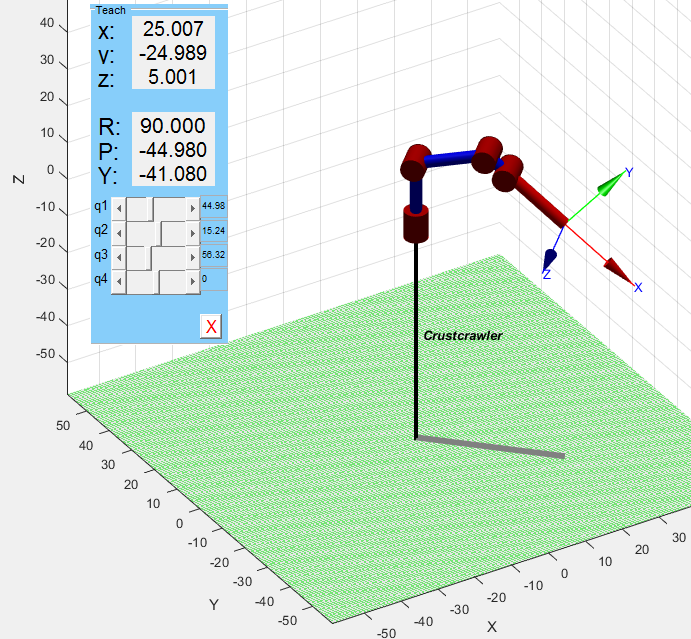 Teach
x: 25.007
y: -24.989
z: 5.001
R: 90.000
P: -44.980
Y: -41.080
q1 44.98
q2 15.24
q3 56.32
q4 0
X
40
30
20
10
0
-10
-20
-30
-40
-50
Z
Y
X
Z
Crustcrawler
50
40
30
20
10
0
-10
-20
-30
-40
-50
Y
-50
-40
-30
-20
-10
0
10
20
30
X